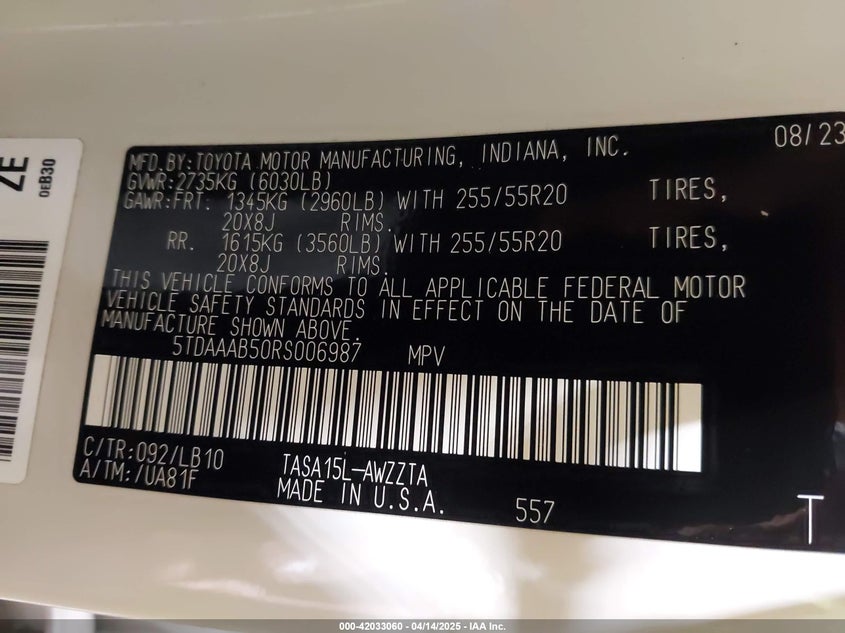 ZE
0EB30
MFD.BY:TOYOTA MOTOR MANUFACTURING, INDIANA, INC. 08/23
GVWR:2735KG (6030LB)
GAWR:FRT. 1345KG (2960LB) WITH 255/55R20 TIRES,
20X8J RIMS.
RR. 1615KG (3560LB) WITH 255/55R20 TIRES,
20X8J RIMS.
THIS VEHICLE CONFORMS TO ALL APPLICABLE FEDERAL MOTOR
VEHICLE SAFETY STANDARDS IN EFFECT ON THE DATE OF
MANUFACTURE SHOWN ABOVE.
5TDAAAB50RS006987 MPV
C/TR:092/LB10
A/TM:/UA81F
TASA15L-AWZZTA
MADE IN U.S.A.
557
T
000-42033060 - 04/14/2025 - IAA Inc.